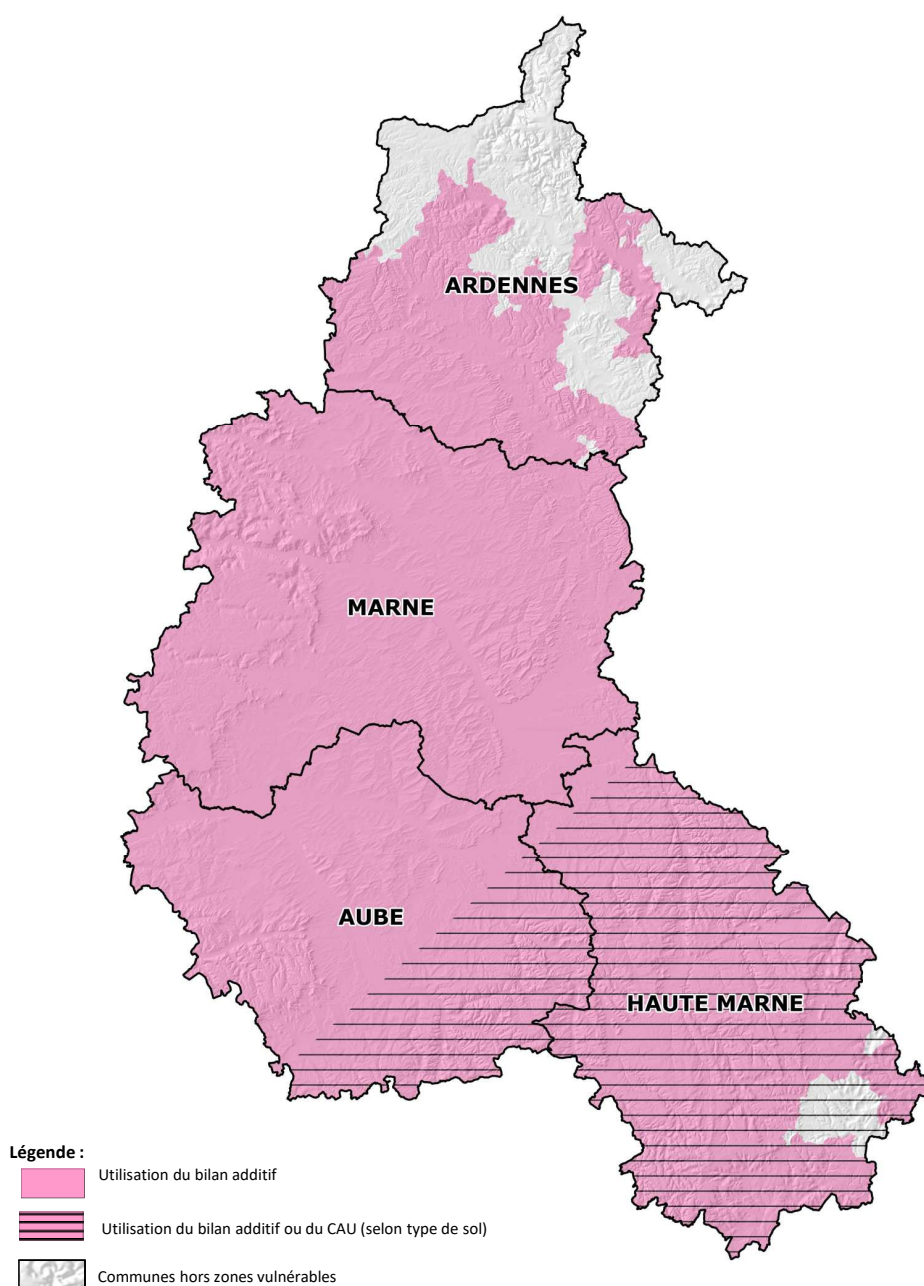 ARDENNES
MARNE
AUBE
HAUTE MARNE
Légende :
Utilisation du bilan additif
Utilisation du bilan additif ou du CAU (selon type de sol)
Communes hors zones vulnérables